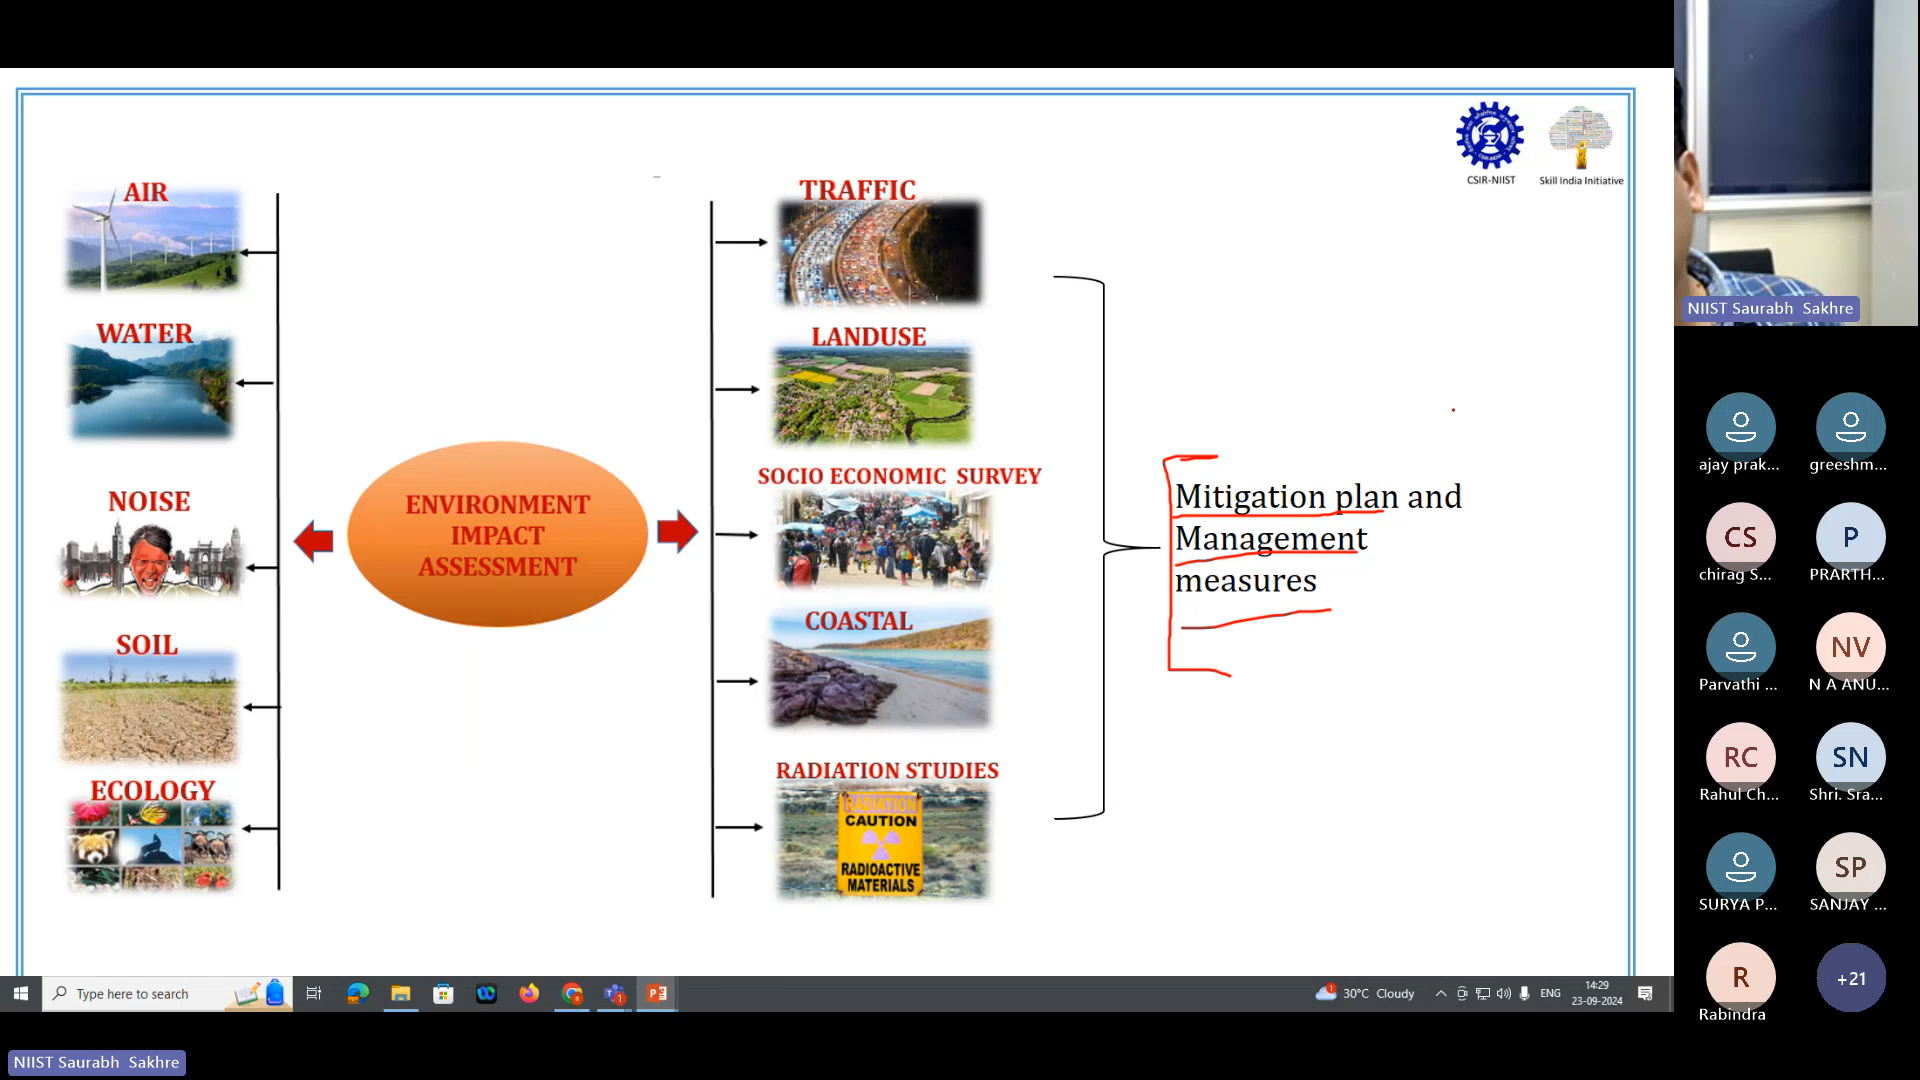 CSIR-NIIST
Skill India Initiative
AIR
WATER
NOISE
SOIL
ECOLOGY
ENVIRONMENT
IMPACT
ASSESSMENT
TRAFFIC
LANDUSE
SOCIO ECONOMIC SURVEY
COASTAL
RADIATION STUDIES
RADIATION
CAUTION
RADIOACTIVE
MATERIALS
Mitigation plan and
Management
measures
NIIST Saurabh Sakhre
ajay prak...
greeshm...
CS
chirag S...
P
PRARTH...
Parvathi ...
NV
N A ANU...
RC
Rahul Ch...
SN
Shri. Sra...
SURYA P...
SP
SANJAY ...
R
Rabindra
+21
Type here to search
30°C Cloudy
ENG
14:29
23-09-2024
NIIST Saurabh Sakhre